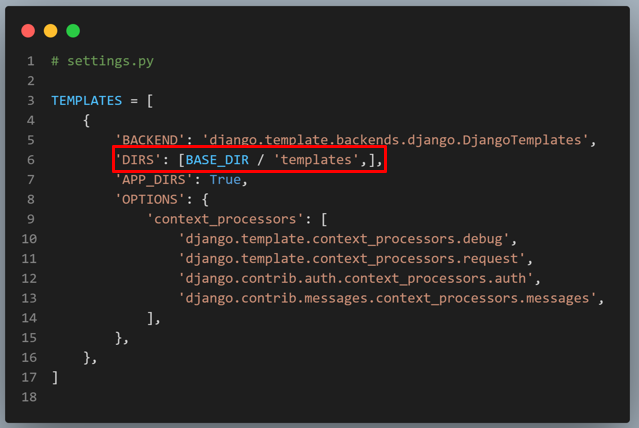 1 # settings.py
2
3 TEMPLATES = [
4     {
5         'BACKEND': 'django.template.backends.django.DjangoTemplates',
6         'DIRS': [BASE_DIR / 'templates',],
7         'APP_DIRS': True,
8         'OPTIONS': {
9             'context_processors': [
10                 'django.template.context_processors.debug',
11                 'django.template.context_processors.request',
12                 'django.contrib.auth.context_processors.auth',
13                 'django.contrib.messages.context_processors.messages',
14             ],
15         },
16     },
17 ]
18